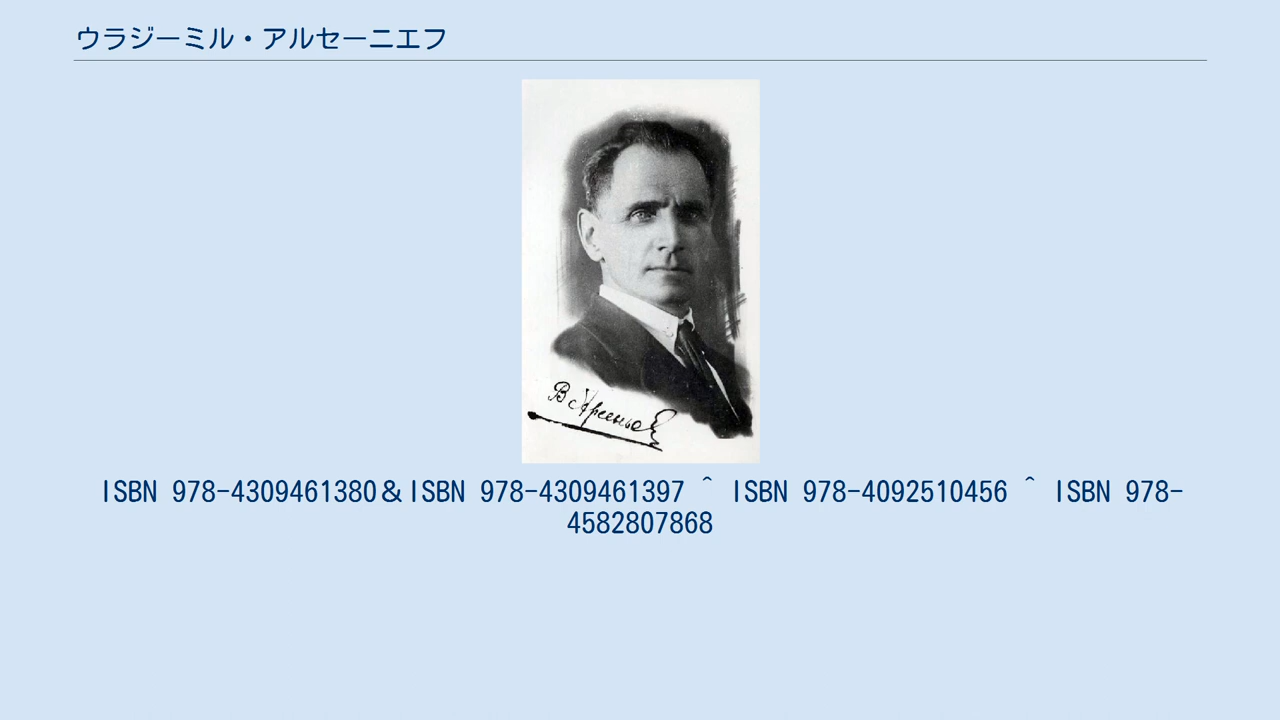 ウラジーミル・アルセーニエフ
В Арсеньев
ISBN 978-4309461380＆ISBN 978-4309461397 ^ ISBN 978-4092510456 ^ ISBN 978-
4582807868